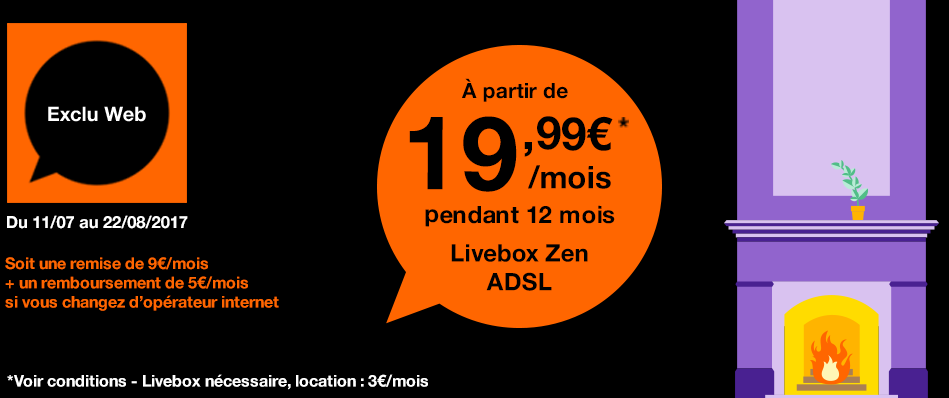 Exclu Web
Du 11/07 au 22/08/2017
Soit une remise de 9€/mois
+ un remboursement de 5€/mois
si vous changez d'opérateur internet
À partir de
19,99€*
/mois
pendant 12 mois
Livebox Zen
ADSL
*Voir conditions - Livebox nécessaire, location : 3€/mois